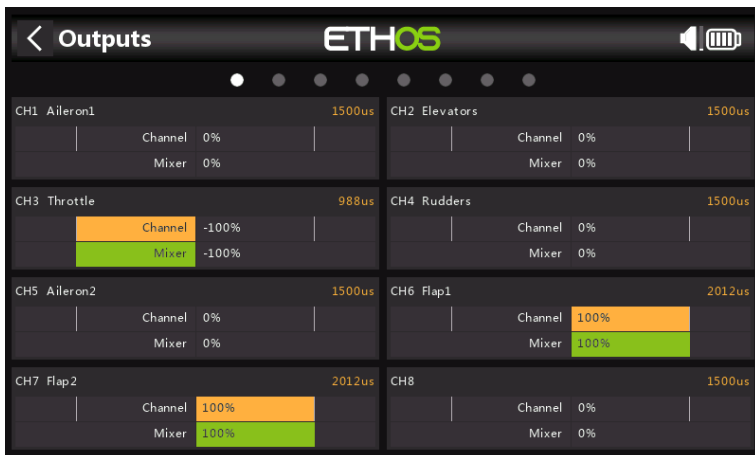 Outputs
ETHOS
CH1 Aileron1 1500us
Channel 0%
Mixer 0%
CH2 Elevators 1500us
Channel 0%
Mixer 0%
CH3 Throttle 988us
Channel -100%
Mixer -100%
CH4 Rudders 1500us
Channel 0%
Mixer 0%
CH5 Aileron2 1500us
Channel 0%
Mixer 0%
CH6 Flap1 2012us
Channel 100%
Mixer 100%
CH7 Flap2 2012us
Channel 100%
Mixer 100%
CH8 1500us
Channel 0%
Mixer 0%